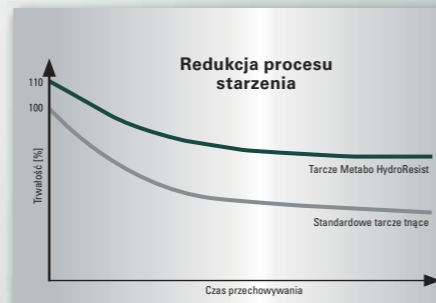 Redukcja procesu
starzenia
110
100
Trwałość [%]
Tarcze Metabo HydroResist
Standardowe tarcze tnące
Czas przechowywania